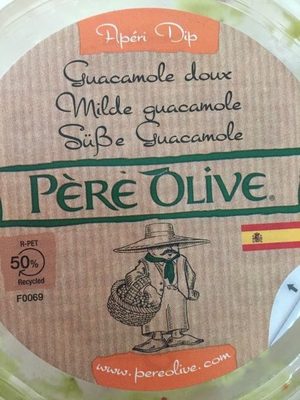 Apéri Dip
Guacamole doux
Milde guacamole
Süße Guacamole
PÈRE OLIVE®
R-PET
50%
Recycled
F0069
www.pereolive.com